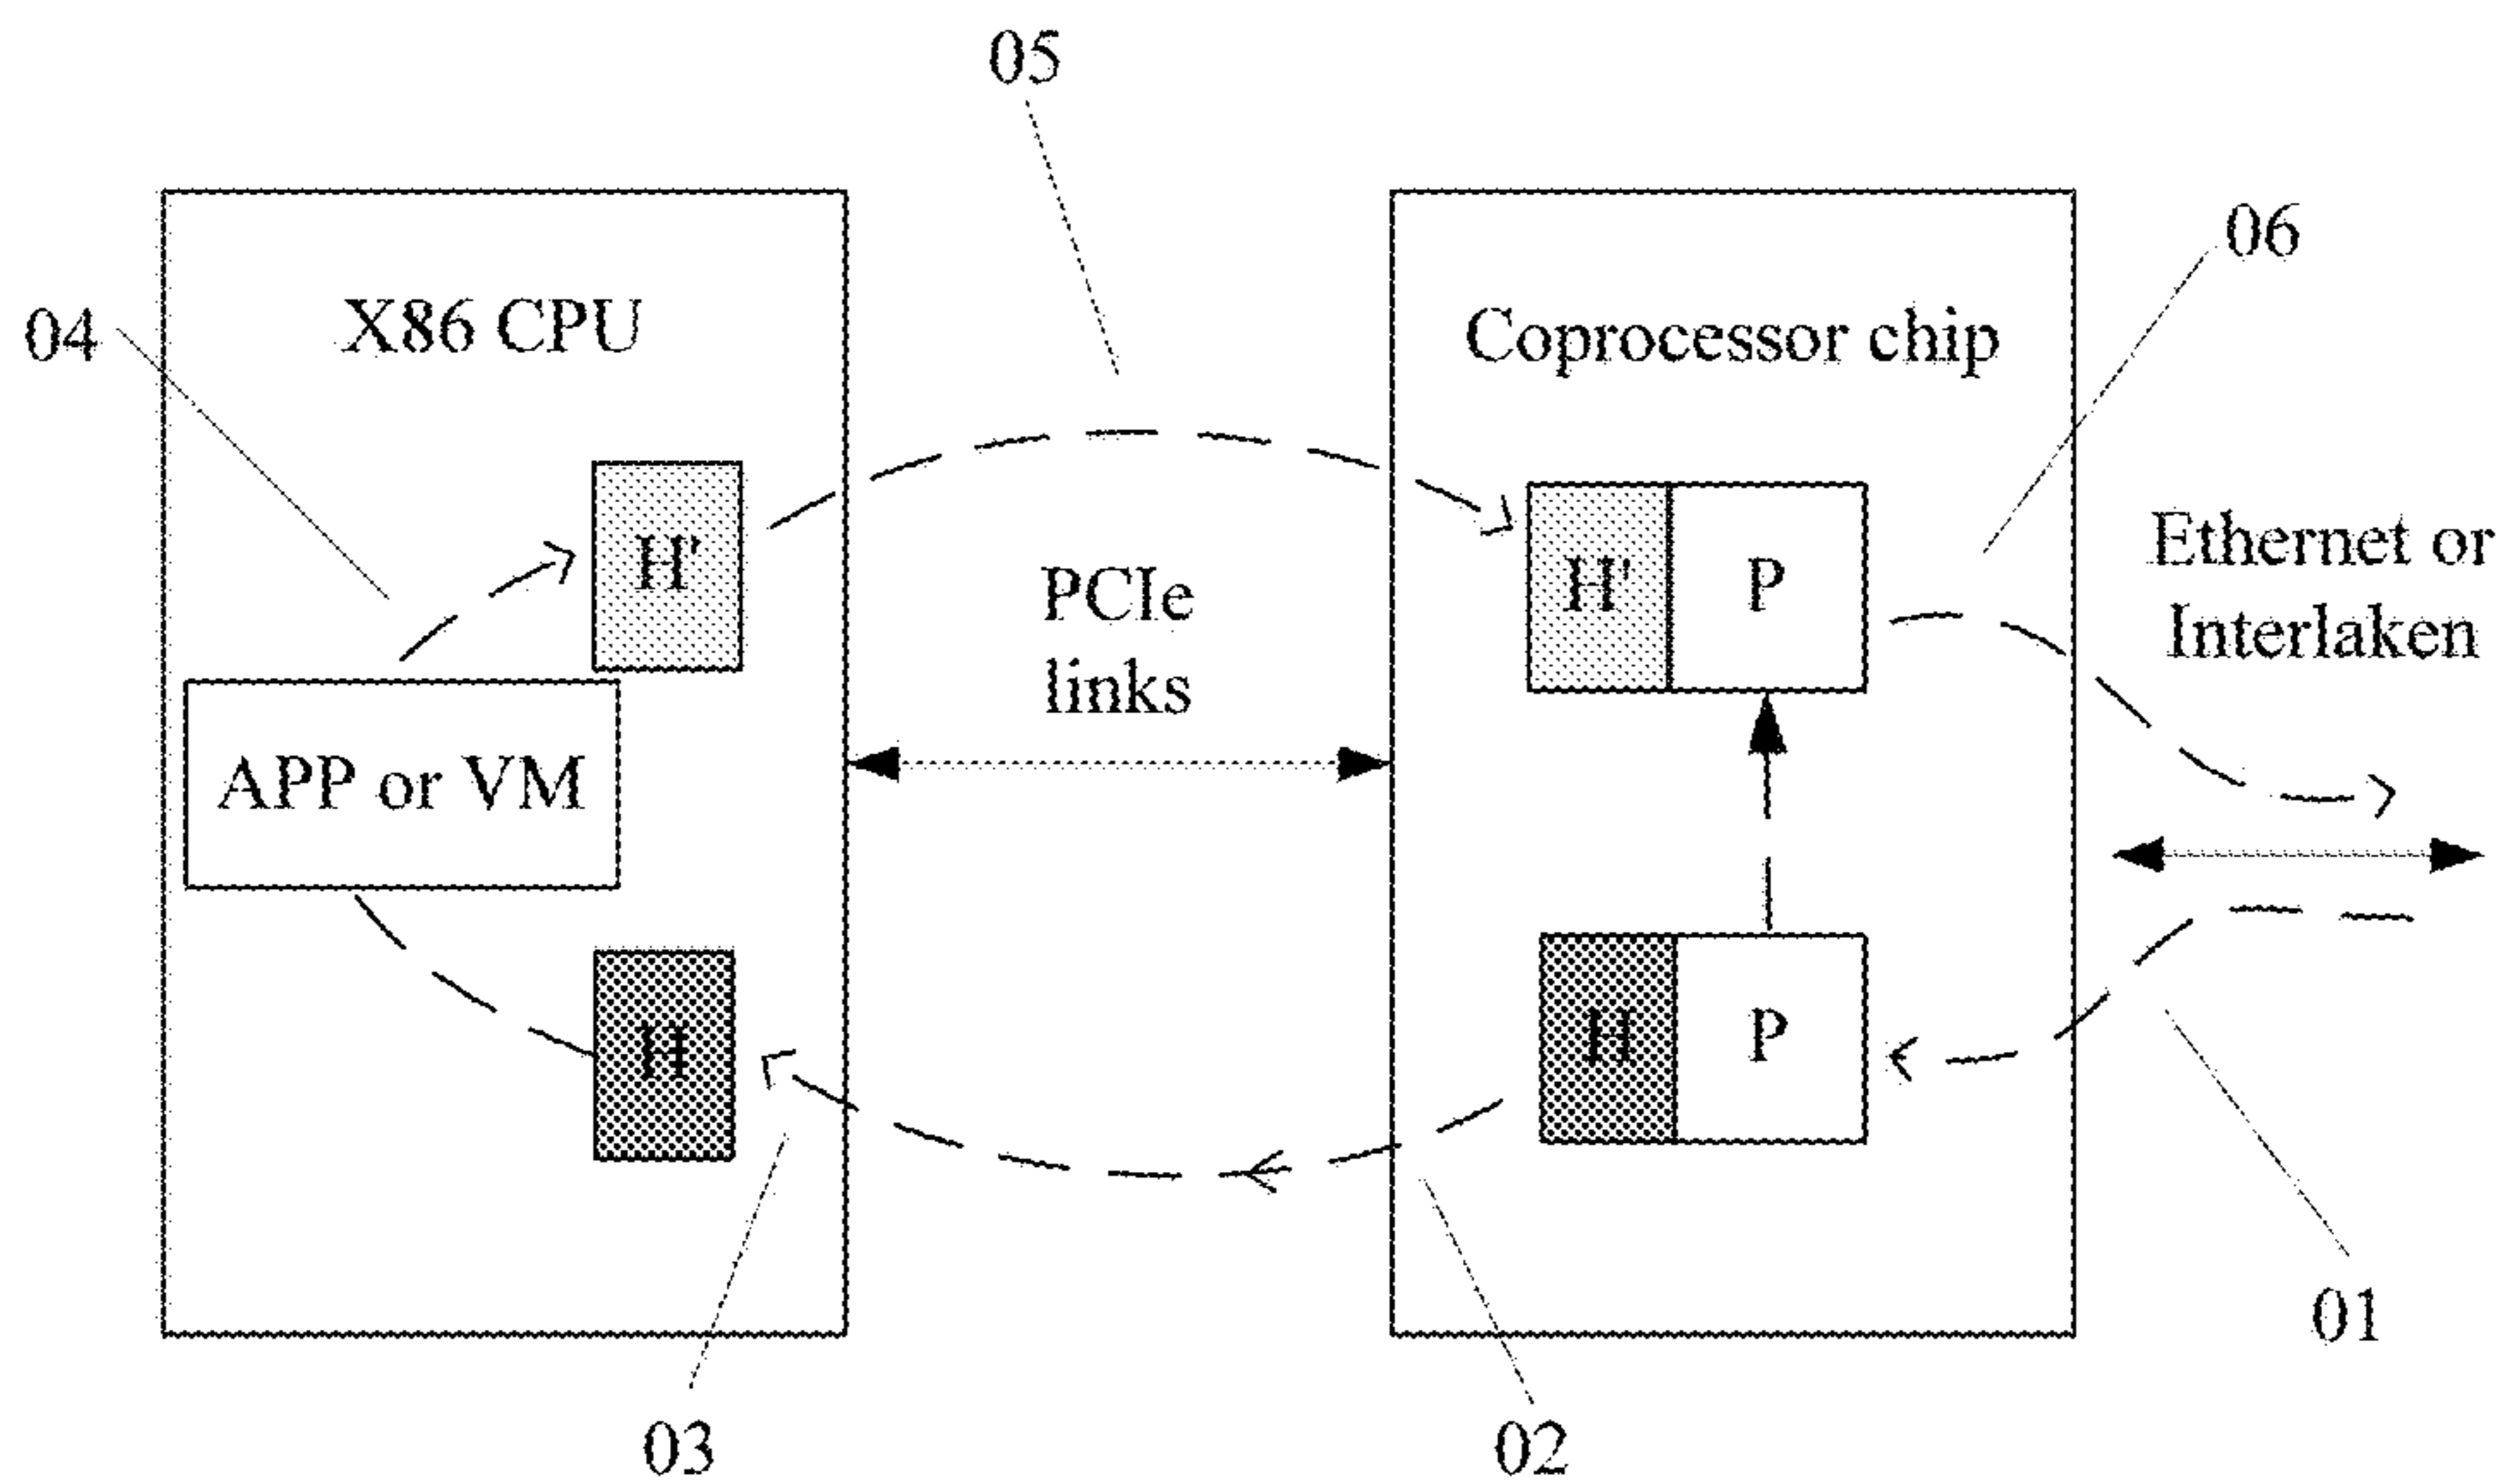 05
06
04
X86 CPU
Coprocessor chip
H'
H'
P
Ethernet or
Interlaken
PCIe
links
APP or VM
H
H
P
01
03
02